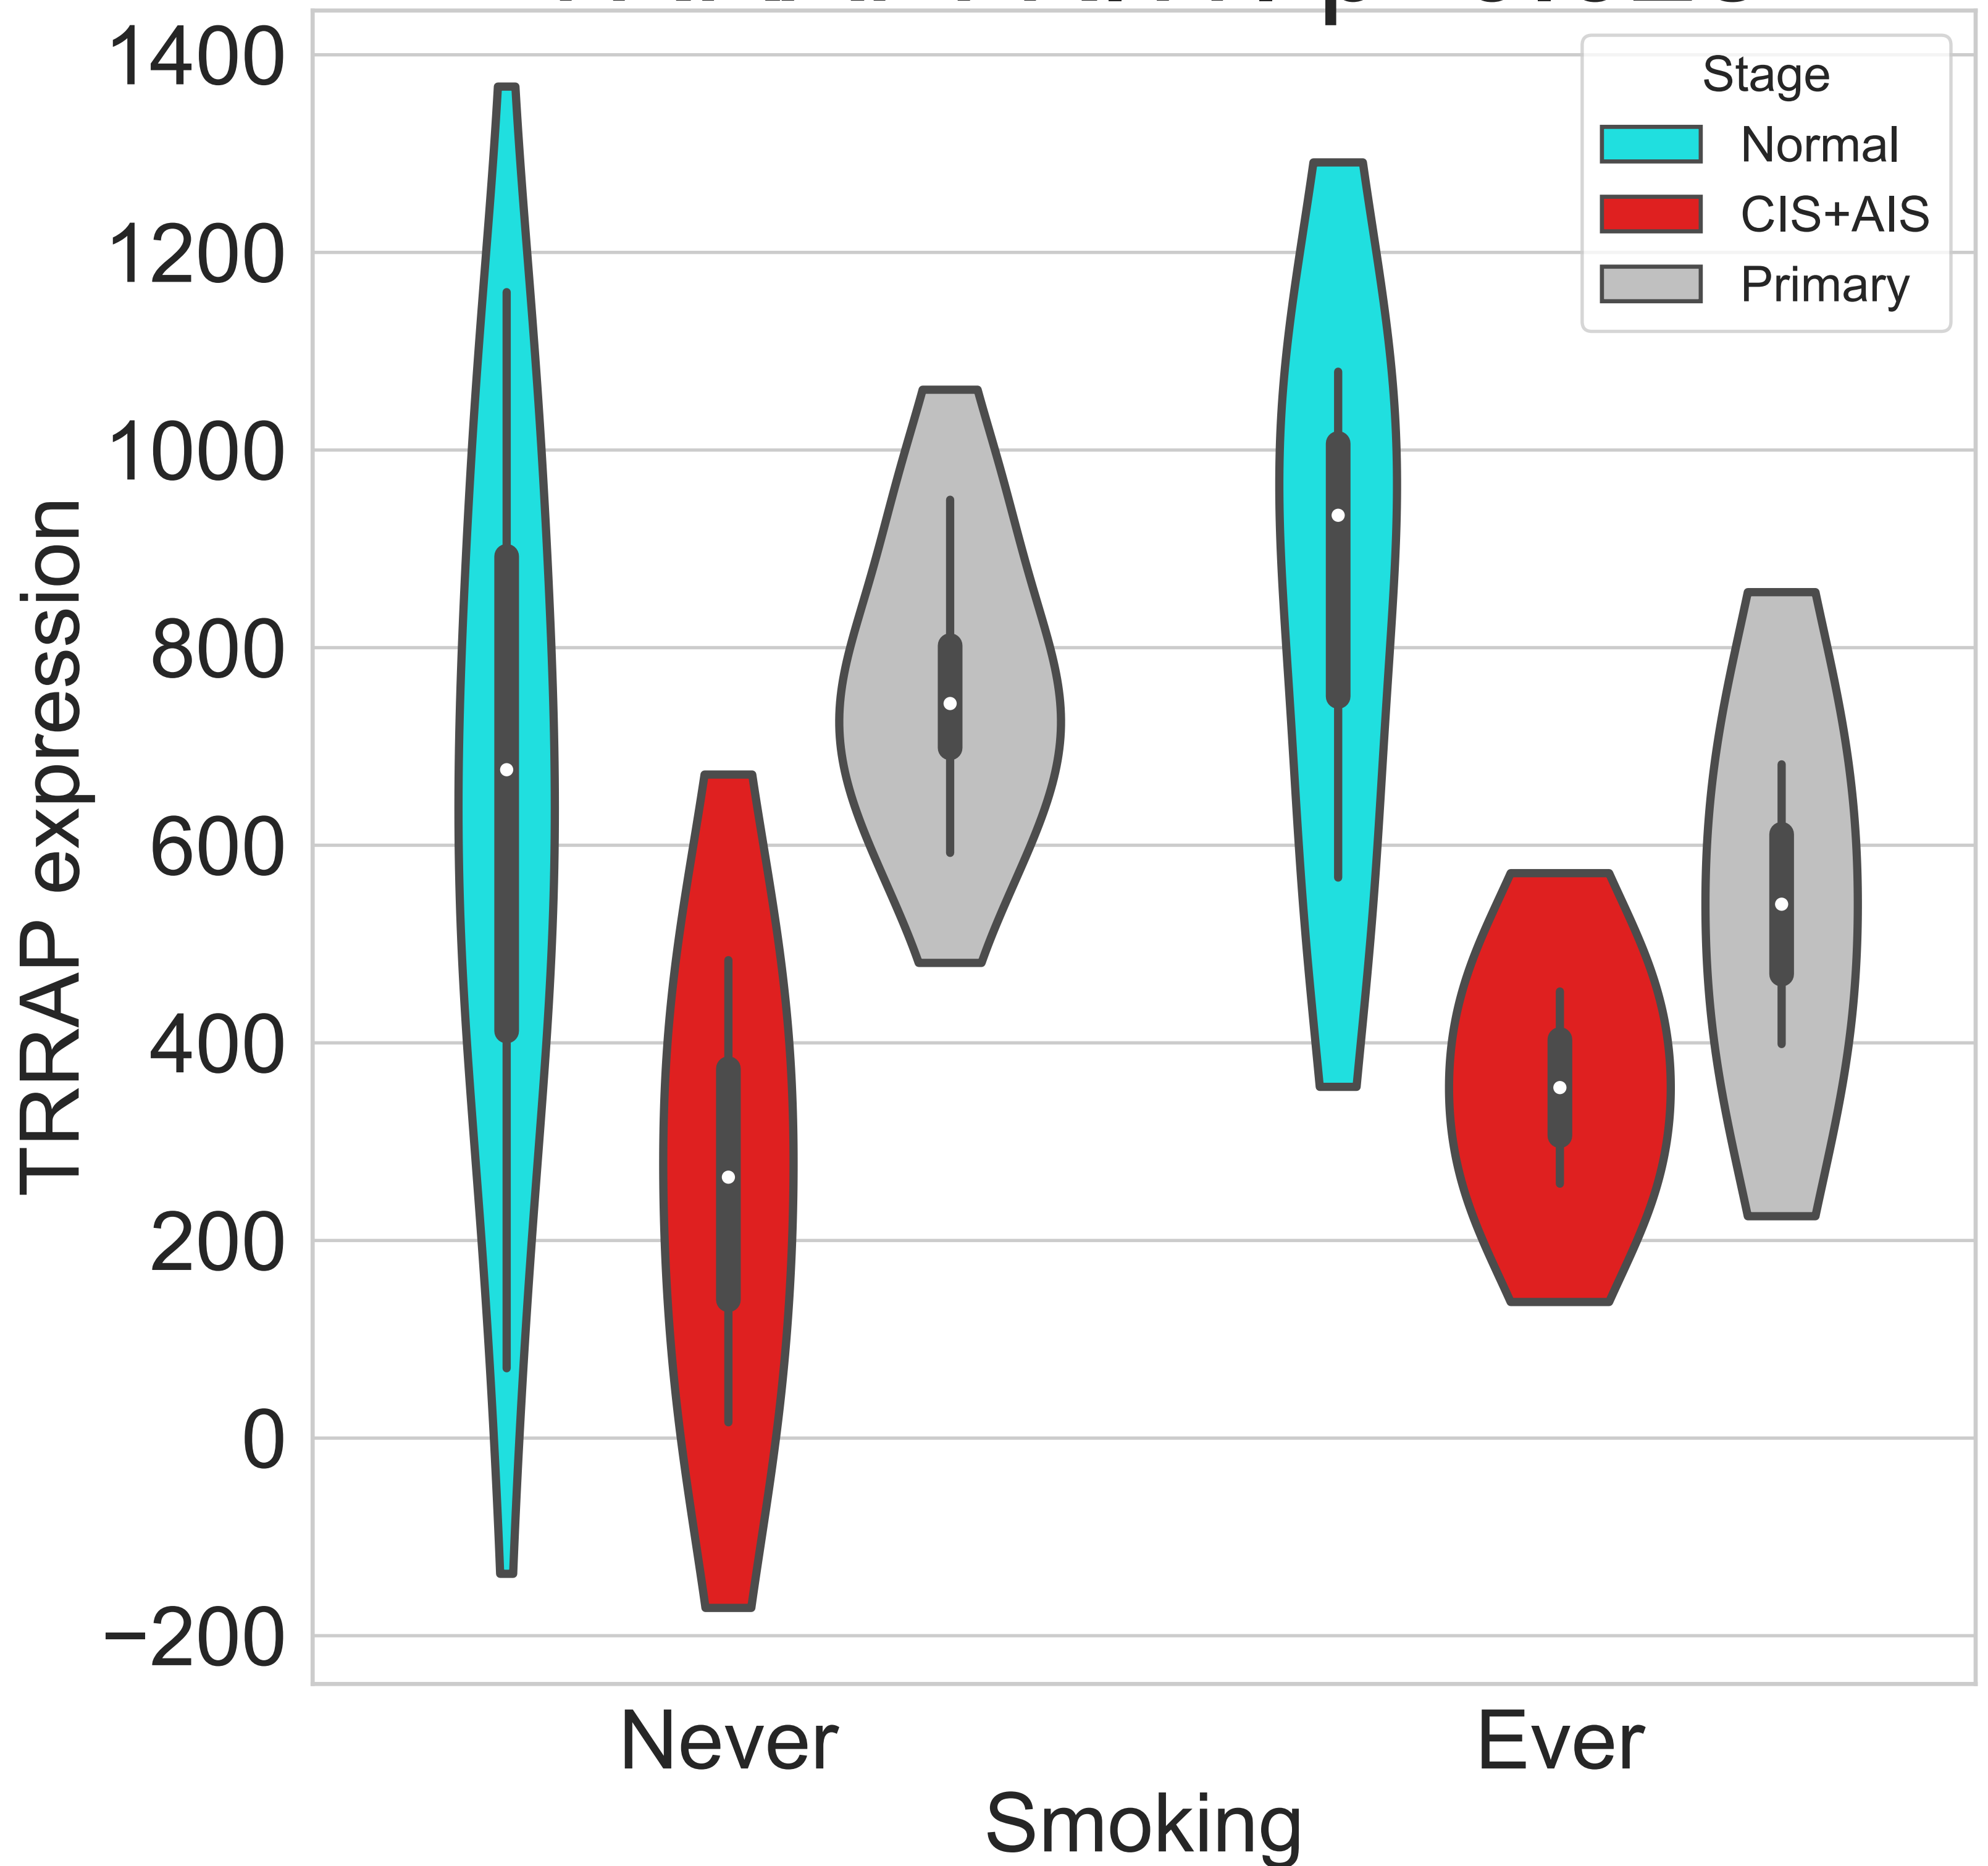 1400
1200
1000
800
600
400
200
0
−200
TRRAP expression
Stage
Normal
CIS+AIS
Primary
Never
Ever
Smoking